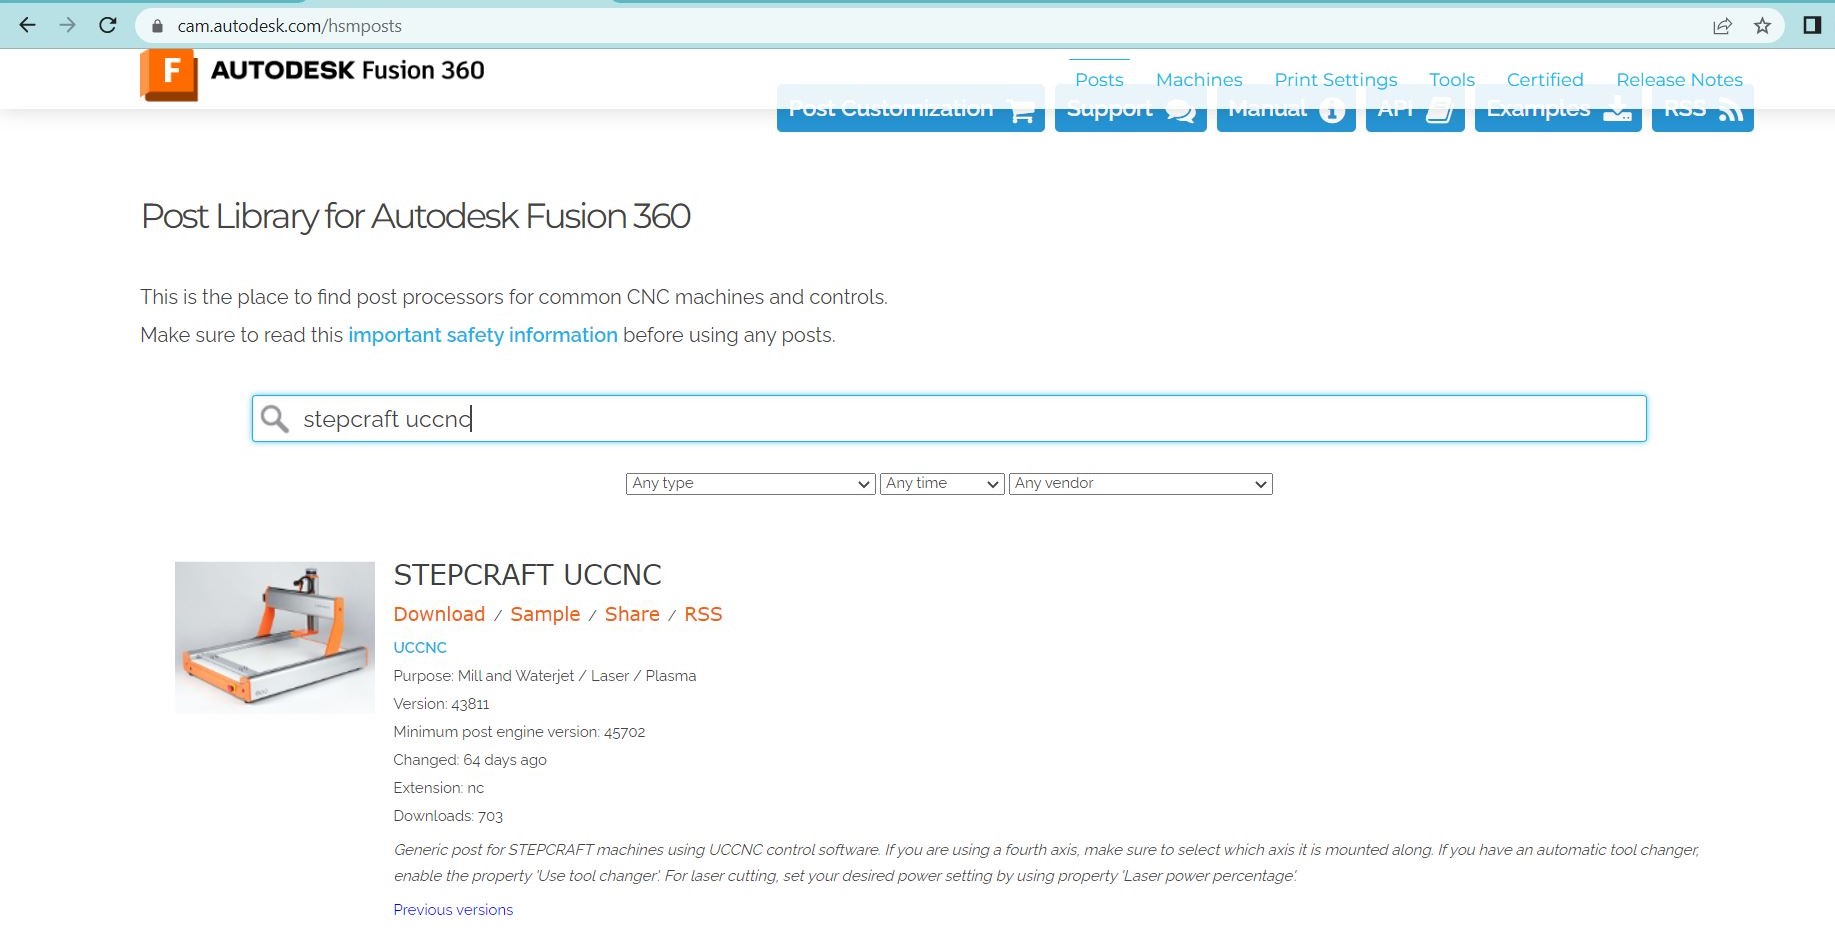 cam.autodesk.com/hsmposts
F AUTODESK Fusion 360
Posts Machines Print Settings Tools Certified Release Notes
Post Customization Support Manual API Examples RSS
Post Library for Autodesk Fusion 360
This is the place to find post processors for common CNC machines and controls.
Make sure to read this important safety information before using any posts.
stepcraft uccnc
Any type Any time Any vendor
STEPCRAFT UCCNC
Download / Sample / Share / RSS
UCCNC
Purpose: Mill and Waterjet / Laser / Plasma
Version: 43811
Minimum post engine version: 45702
Changed: 64 days ago
Extension: nc
Downloads: 703
Generic post for STEPCRAFT machines using UCCNC control software. If you are using a fourth axis, make sure to select which axis it is mounted along. If you have an automatic tool changer,
enable the property 'Use tool changer'. For laser cutting, set your desired power setting by using property 'Laser power percentage'.
Previous versions